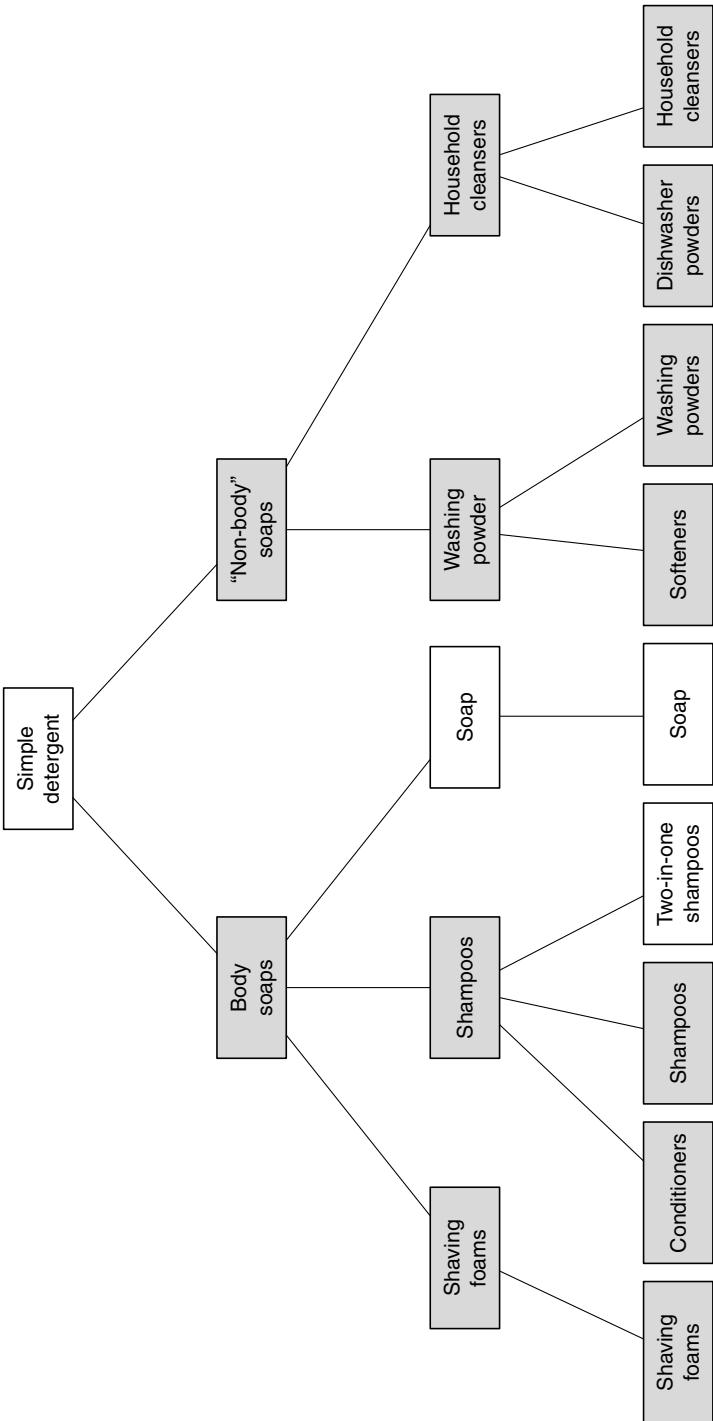 Simple
detergent
Body
soaps
“Non-body”
soaps
Shaving
foams
Shampoos
Soap
Washing
powder
Household
cleansers
Shaving
foams
Conditioners
Shampoos
Two-in-one
shampoos
Soap
Softeners
Washing
powders
Dishwasher
powders
Household
cleansers